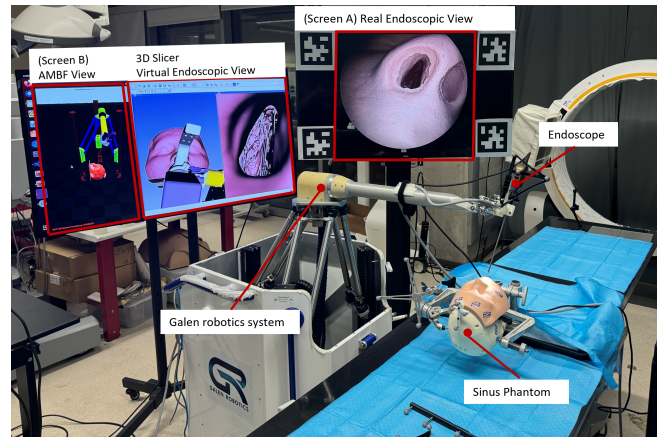 (Screen A) Real Endoscopic View
(Screen B)
AMBF View
3D Slicer
Virtual Endoscopic View
Endoscope
Galen robotics system
GALEN ROBOTICS
Sinus Phantom